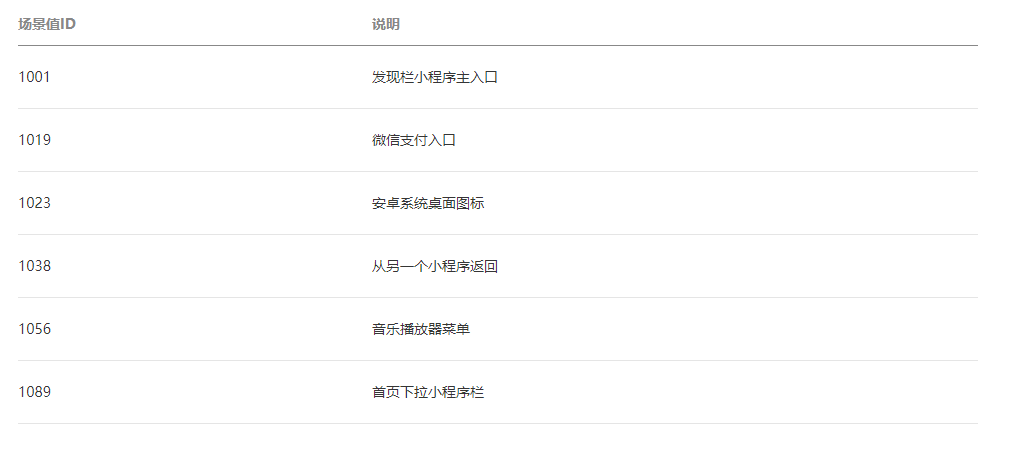 场景值ID 说明
1001 发现栏小程序主入口
1019 微信支付入口
1023 安卓系统桌面图标
1038 从另一个小程序返回
1056 音乐播放器菜单
1089 首页下拉小程序栏